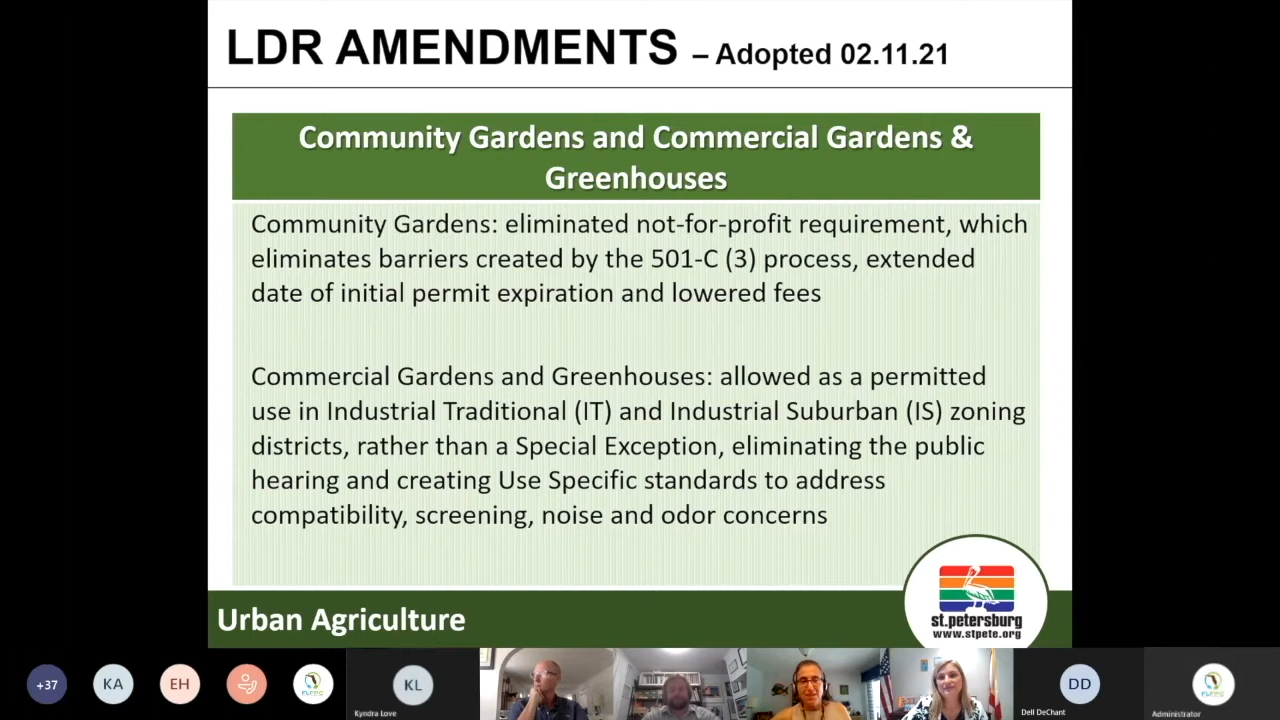 LDR AMENDMENTS – Adopted 02.11.21
Community Gardens and Commercial Gardens &
Greenhouses
Community Gardens: eliminated not-for-profit requirement, which
eliminates barriers created by the 501-C (3) process, extended
date of initial permit expiration and lowered fees
Commercial Gardens and Greenhouses: allowed as a permitted
use in Industrial Traditional (IT) and Industrial Suburban (IS) zoning
districts, rather than a Special Exception, eliminating the public
hearing and creating Use Specific standards to address
compatibility, screening, noise and odor concerns
Urban Agriculture
st.petersburg
www.stpete.org
+37
KA
EH
FLFPC
KL
Kyndra Love
DD
Dell DeChant
FLFPC
Administrator